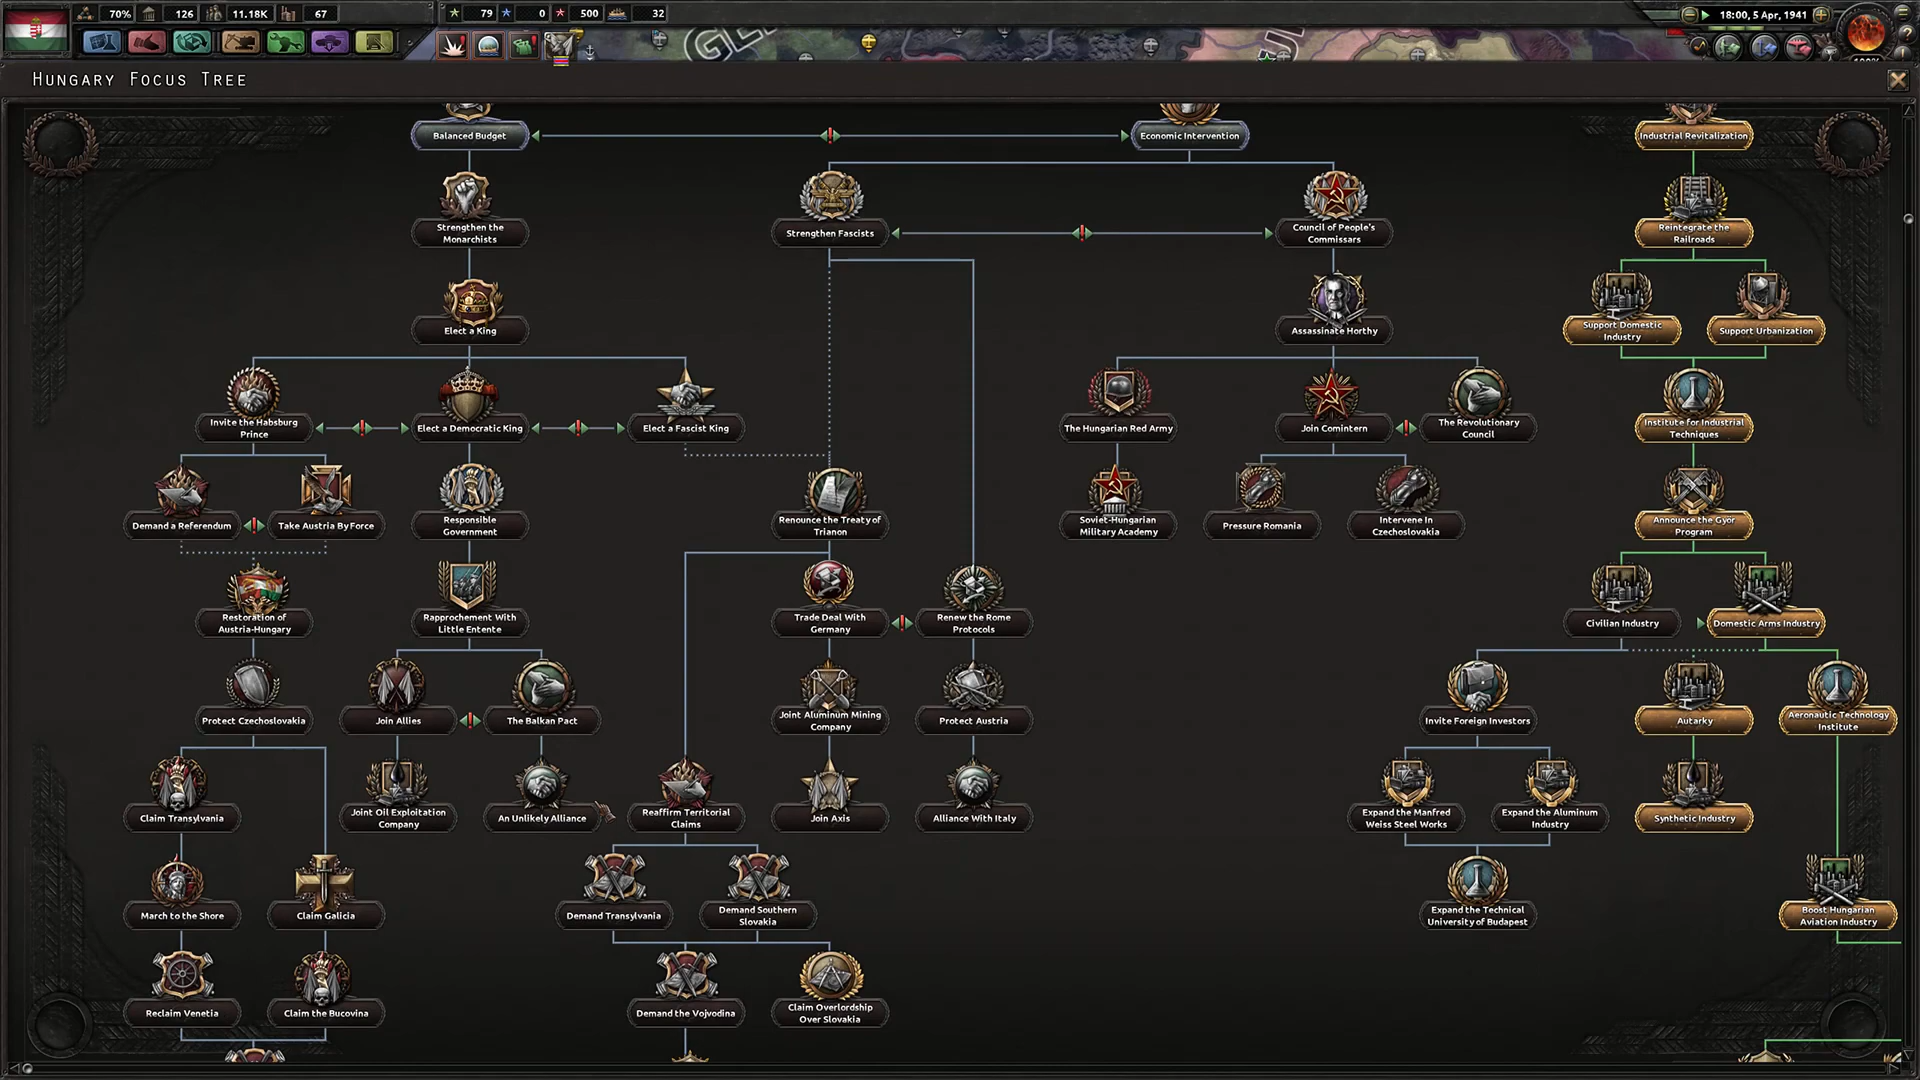 70%
126
11.18K
67
79
0
500
32
18:00, 5 Apr, 1941
Hungary Focus Tree
Balanced Budget
Economic Intervention
Industrial Revitalization
Strengthen the
Monarchists
Strengthen Fascists
Council of People's
Commissars
Reintegrate the
Railroads
Elect a King
Assassinate Horthy
Support Domestic
Industry
Support Urbanization
Invite the Habsburg
Prince
Elect a Democratic King
Elect a Fascist King
The Hungarian Red Army
Join Comintern
The Revolutionary
Council
Institute for Industrial
Techniques
Demand a Referendum
Take Austria By Force
Responsible
Government
Renounce the Treaty of
Trianon
Soviet-Hungarian
Military Academy
Pressure Romania
Intervene In
Czechoslovakia
Announce the Győr
Program
Restoration of
Austria-Hungary
Rapprochement With
Little Entente
Trade Deal With
Germany
Renew the Rome
Protocols
Civilian Industry
Domestic Arms Industry
Protect Czechoslovakia
Join Allies
The Balkan Pact
Joint Aluminum Mining
Company
Protect Austria
Invite Foreign Investors
Autarky
Aeronautic Technology
Institute
Claim Transylvania
Joint Oil Exploitation
Company
An Unlikely Alliance
Reaffirm Territorial
Claims
Join Axis
Alliance With Italy
Expand the Manfred
Weiss Steel Works
Expand the Aluminum
Industry
Synthetic Industry
March to the Shore
Claim Galicia
Demand Transylvania
Demand Southern
Slovakia
Expand the Technical
University of Budapest
Boost Hungarian
Aviation Industry
Reclaim Venetia
Claim the Bucovina
Demand the Vojvodina
Claim Overlordship
Over Slovakia